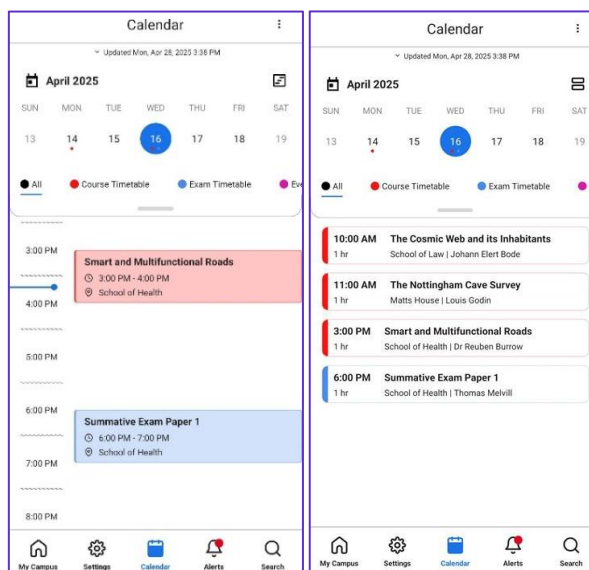 Calendar
Updated Mon, Apr 28, 2025 3:38 PM
April 2025
SUN MON TUE WED THU FRI SAT
13 14 15 16 17 18 19
All Course Timetable Exam Timetable Eve
3:00 PM
Smart and Multifunctional Roads
3:00 PM - 4:00 PM
School of Health
4:00 PM
5:00 PM
6:00 PM
Summative Exam Paper 1
6:00 PM - 7:00 PM
School of Health
7:00 PM
8:00 PM
My Campus Settings Calendar Alerts Search
Calendar
Updated Mon, Apr 28, 2025 3:38 PM
April 2025
SUN MON TUE WED THU FRI SAT
13 14 15 16 17 18 19
All Course Timetable Exam Timetable
10:00 AM The Cosmic Web and its Inhabitants
1 hr School of Law | Johann Elert Bode
11:00 AM The Nottingham Cave Survey
1 hr Matts House | Louis Godin
3:00 PM Smart and Multifunctional Roads
1 hr School of Health | Dr Reuben Burrow
6:00 PM Summative Exam Paper 1
1 hr School of Health | Thomas Melvill
My Campus Settings Calendar Alerts Search